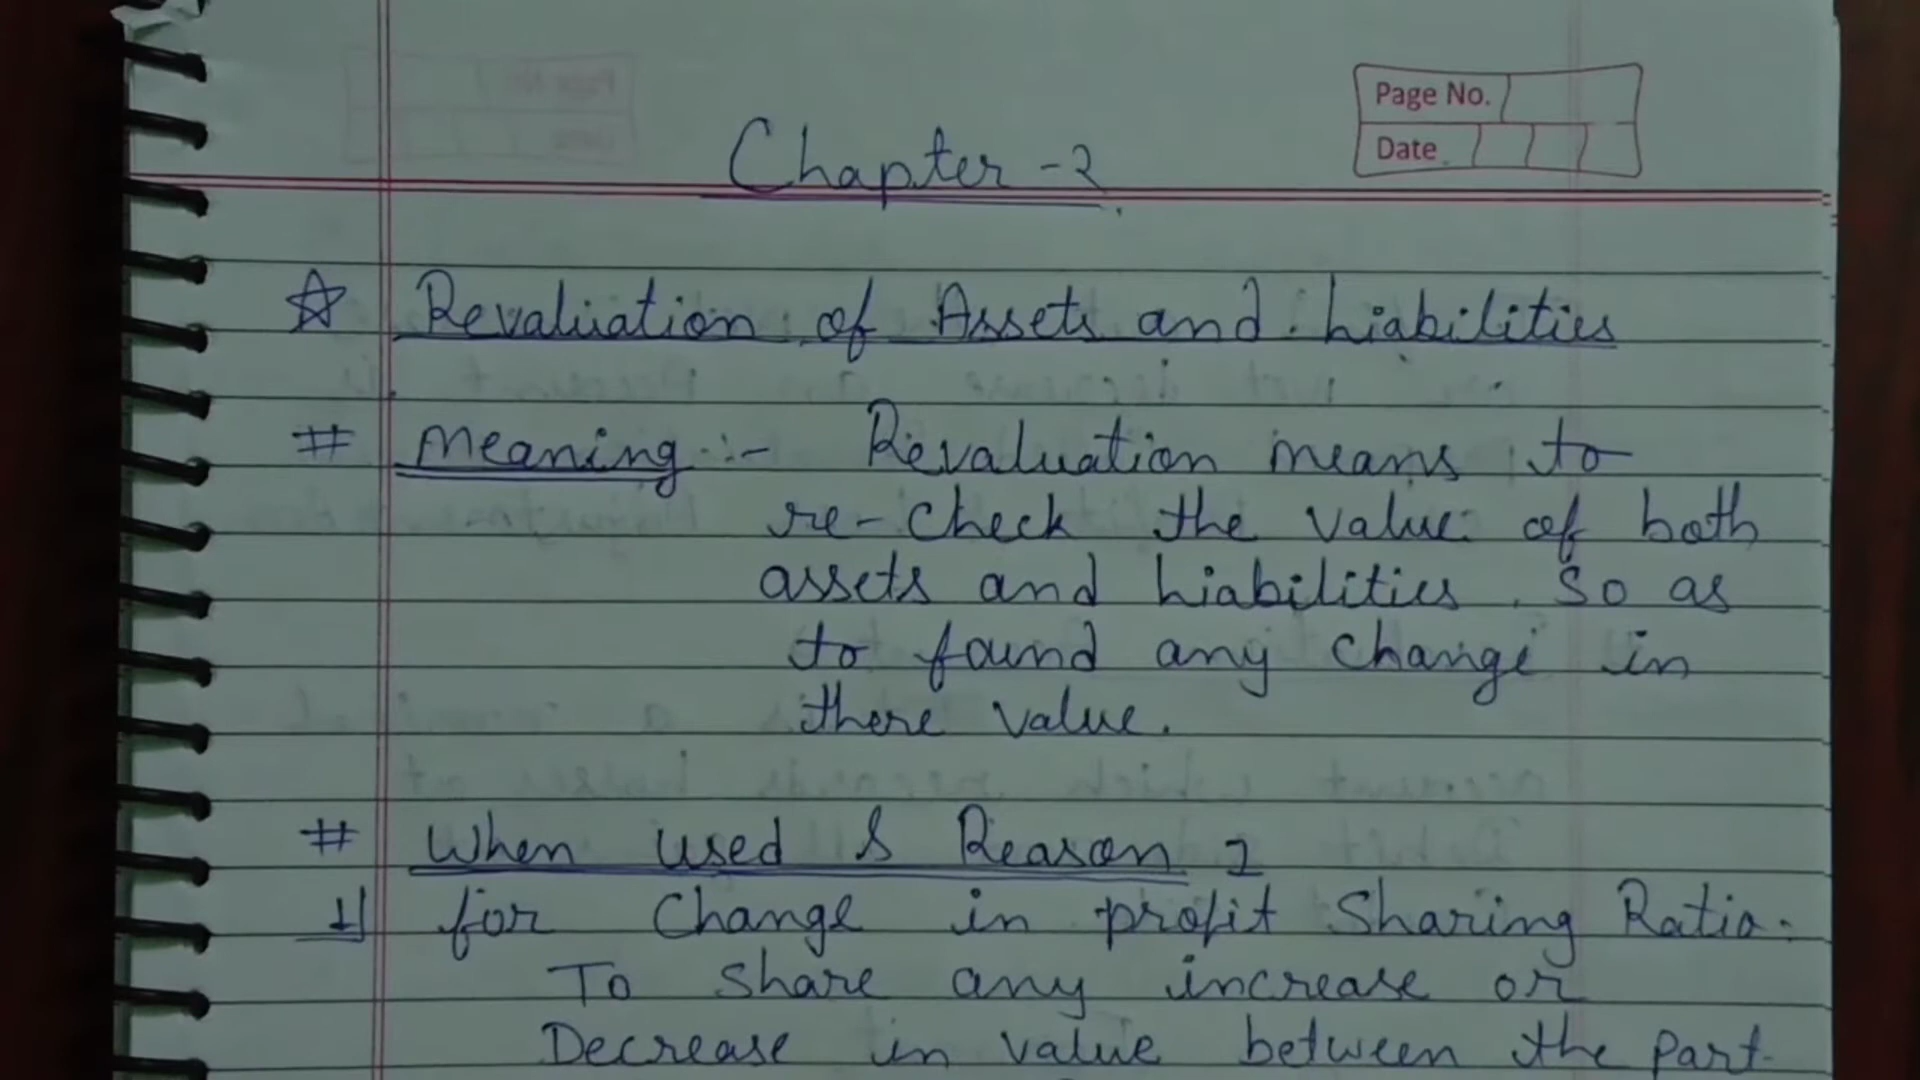 Page No.
Date
Chapter -2
☆ Revaluation of Assets and Liabilities
# Meaning :- Revaluation means to
re-check the value of both
assets and Liabilities. So as
to found any change in
there value.
# When used & Reason 2
1) for Change in profit Sharing Ratio.
To share any increase or
Decrease in value between the part